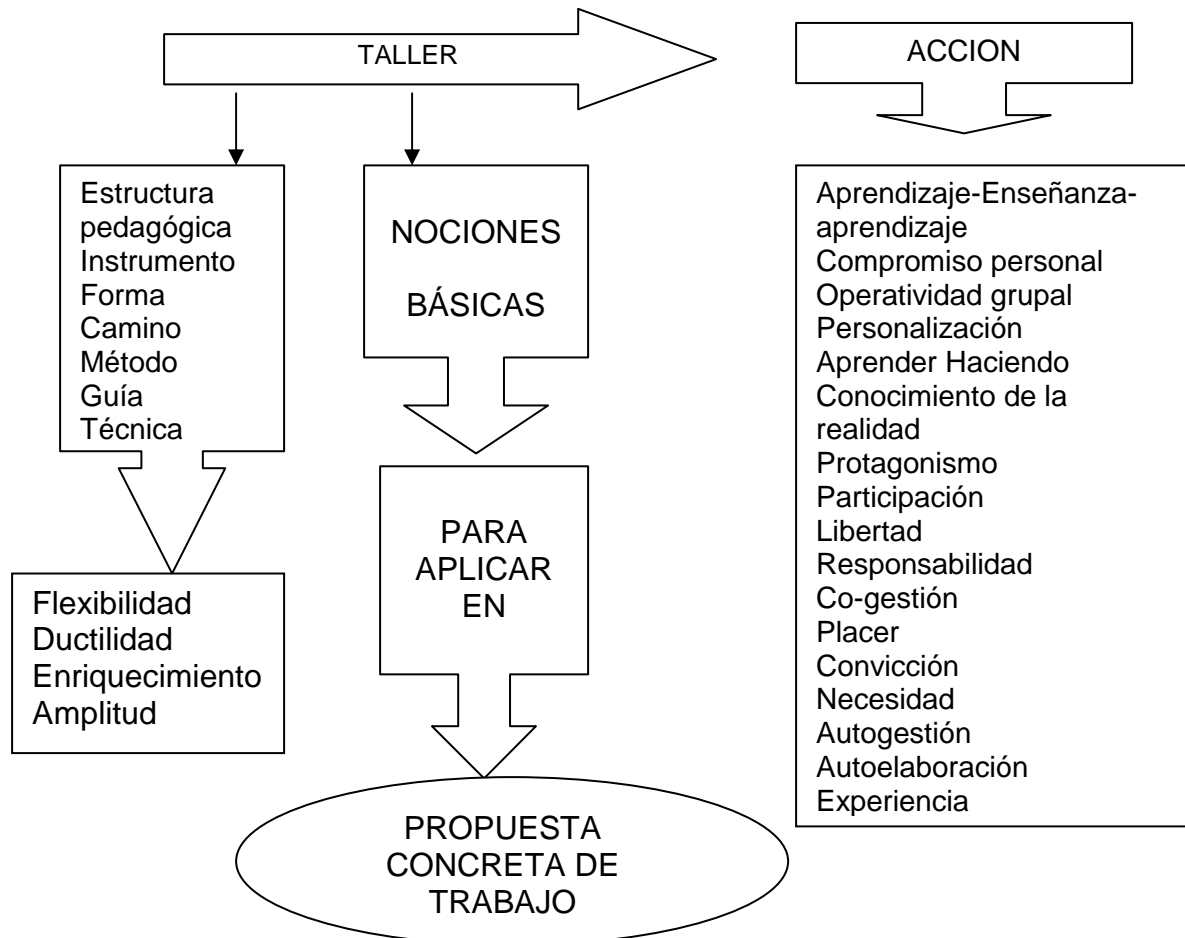 TALLER
ACCION
Estructura
pedagógica
Instrumento
Forma
Camino
Método
Guía
Técnica
NOCIONES
BÁSICAS
Aprendizaje-Enseñanza-
aprendizaje
Compromiso personal
Operatividad grupal
Personalización
Aprender Haciendo
Conocimiento de la
realidad
Protagonismo
Participación
Libertad
Responsabilidad
Co-gestión
Placer
Convicción
Necesidad
Autogestión
Autoelaboración
Experiencia
PARA
APLICAR
EN
Flexibilidad
Ductilidad
Enriquecimiento
Amplitud
PROPUESTA
CONCRETA DE
TRABAJO